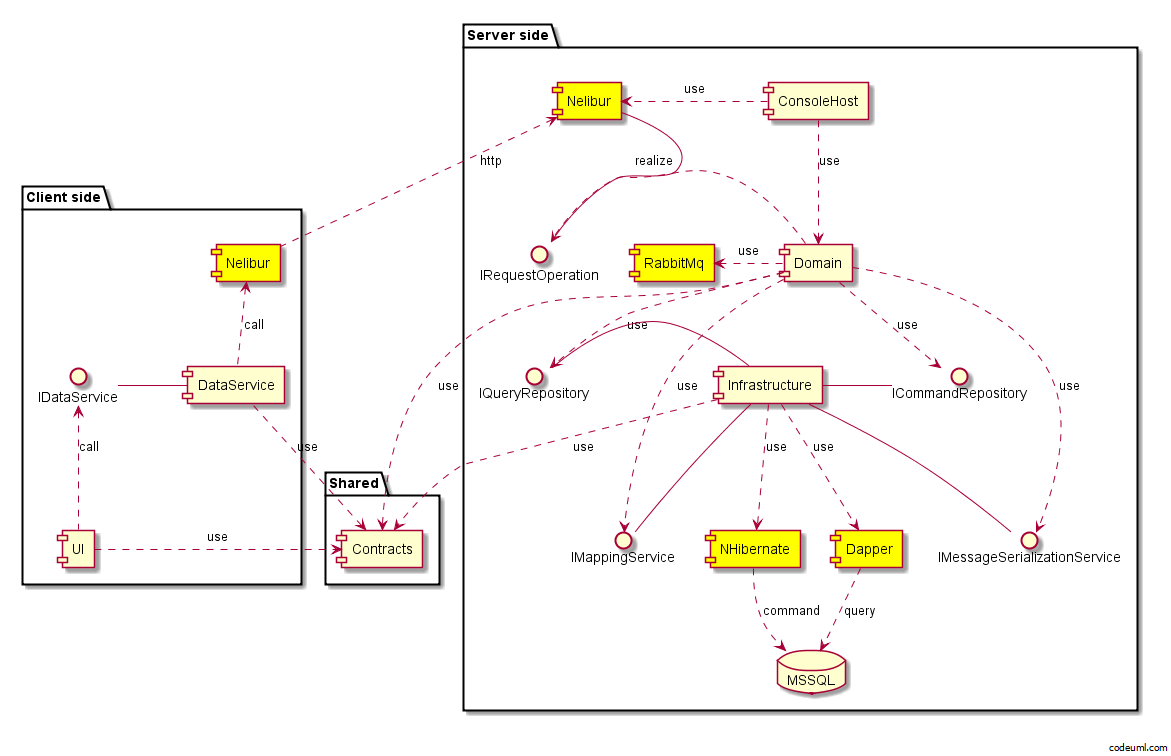 Server side
Nelibur
use
ConsoleHost
http
realize
use
Client side
Nelibur
IRequestOperation
RabbitMq
use
Domain
call
use
use
IDataService
DataService
use
IQueryRepository
use
Infrastructure
ICommandRepository
use
call
use
use
use
use
Shared
UI
use
Contracts
IMappingService
NHibernate
Dapper
IMessageSerializationService
command
query
MSSQL
codeuml.com